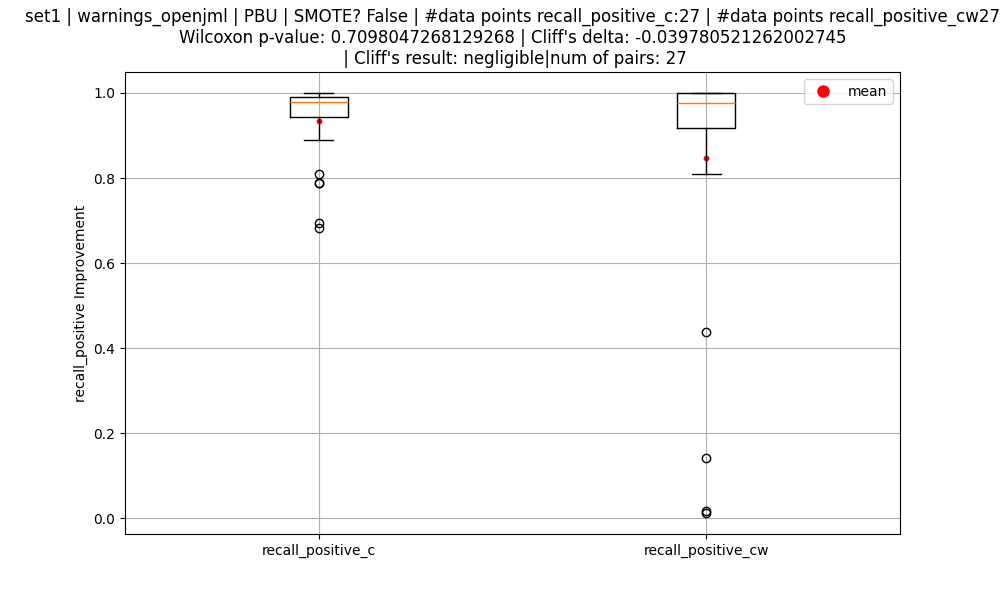 set1 | warnings_openjml | PBU | SMOTE? False | #data points recall_positive_c:27 | #data points recall_positive_cw27
Wilcoxon p-value: 0.7098047268129268 | Cliff's delta: -0.039780521262002745
| Cliff's result: negligible|num of pairs: 27
mean
1.0
0.8
0.6
0.4
0.2
0.0
recall_positive Improvement
recall_positive_c
recall_positive_cw